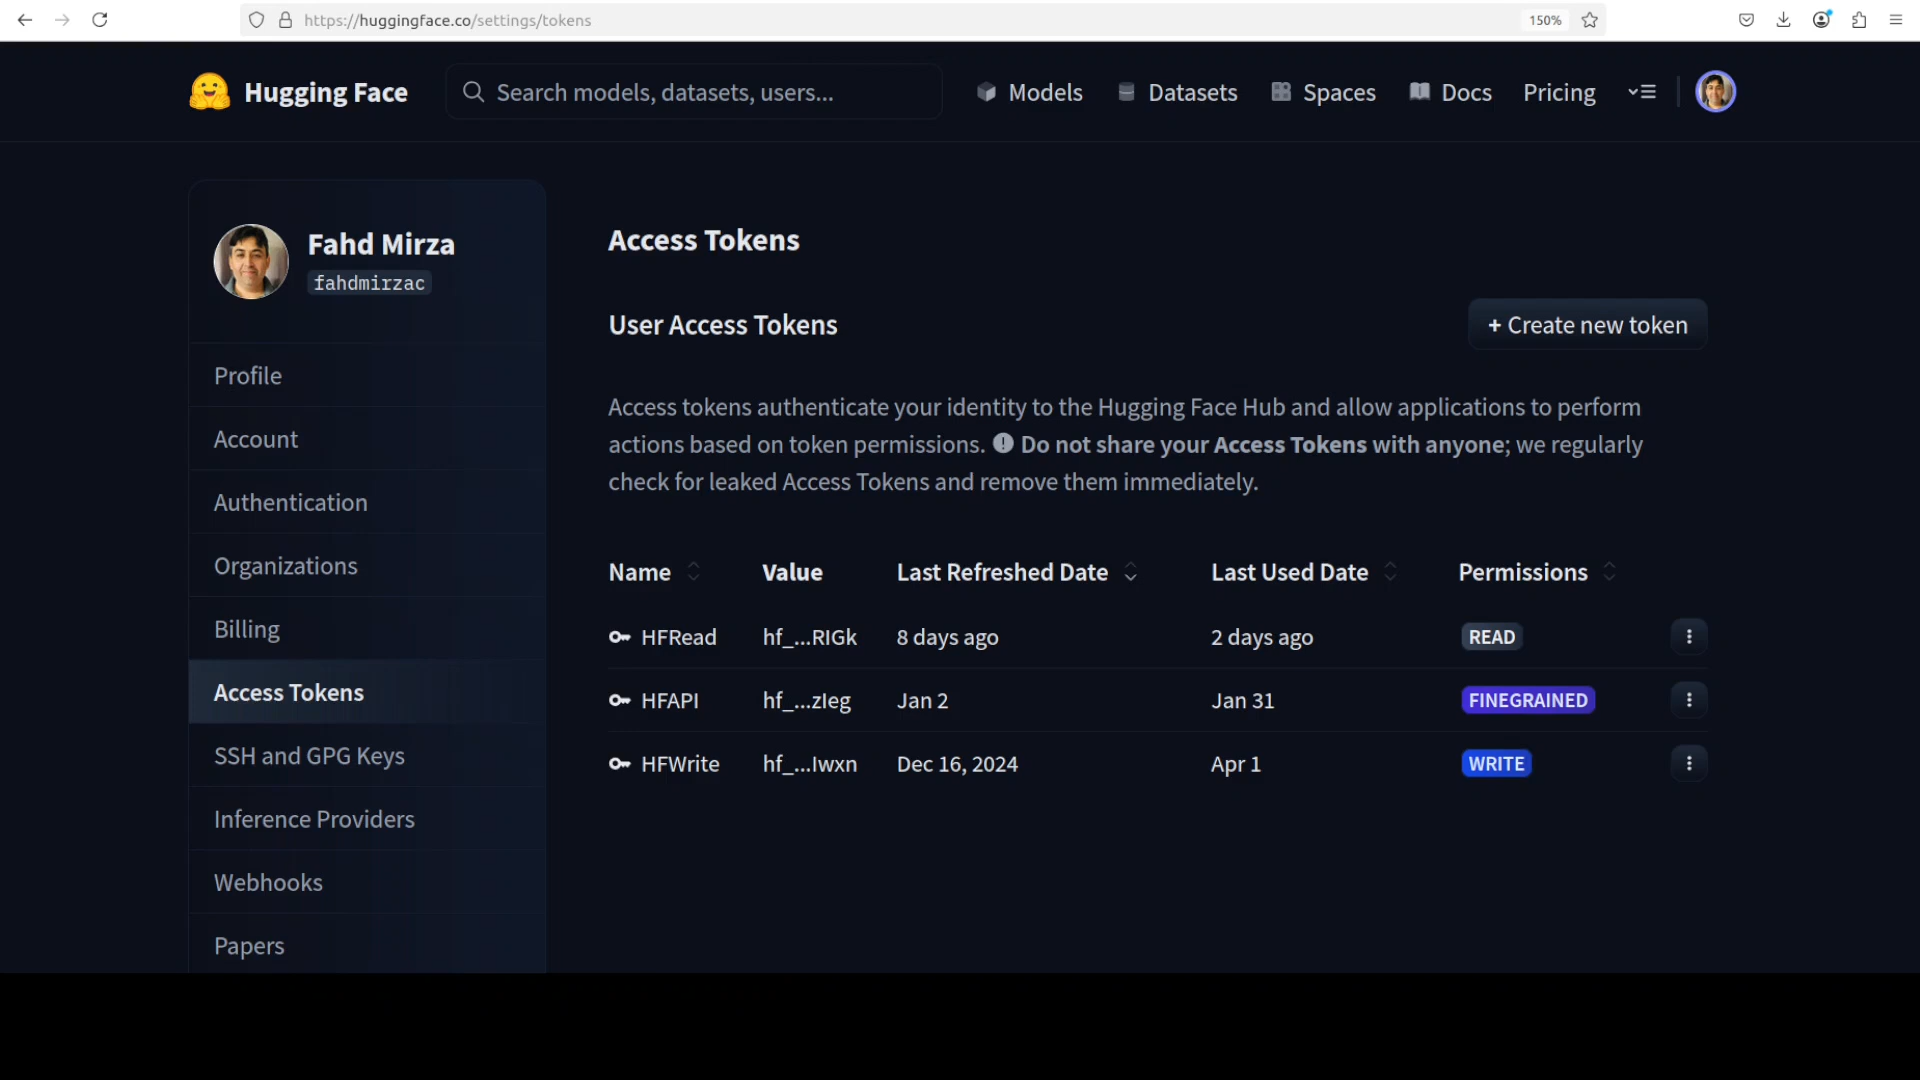 https://huggingface.co/settings/tokens
150%
Hugging Face
Search models, datasets, users...
Models
Datasets
Spaces
Docs
Pricing
Fahd Mirza
fahdmirzac
Profile
Account
Authentication
Organizations
Billing
Access Tokens
SSH and GPG Keys
Inference Providers
Webhooks
Papers
Access Tokens
User Access Tokens
+ Create new token
Access tokens authenticate your identity to the Hugging Face Hub and allow applications to perform
actions based on token permissions. Do not share your Access Tokens with anyone; we regularly
check for leaked Access Tokens and remove them immediately.
Name Value Last Refreshed Date Last Used Date Permissions
HFRead hf_...RIGk 8 days ago 2 days ago READ
HFAPI hf_...zIeg Jan 2 Jan 31 FINEGRAINED
HFWrite hf_...Iwxn Dec 16, 2024 Apr 1 WRITE